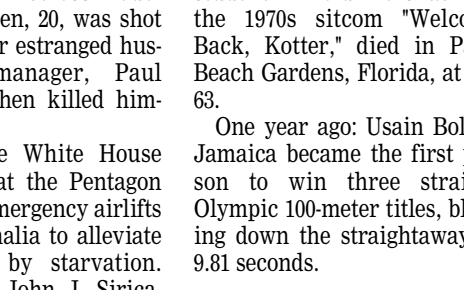 en, 20, was shot
r estranged hus-
manager, Paul
hen killed him-
e White House
at the Pentagon
mergency airlifts
malia to alleviate
by starvation.
John J. Sirica,
the 1970s sitcom "Welco
Back, Kotter," died in P
Beach Gardens, Florida, at
63.
One year ago: Usain Bol
Jamaica became the first p
son to win three strai
Olympic 100-meter titles, bl
ing down the straightaway
9.81 seconds.